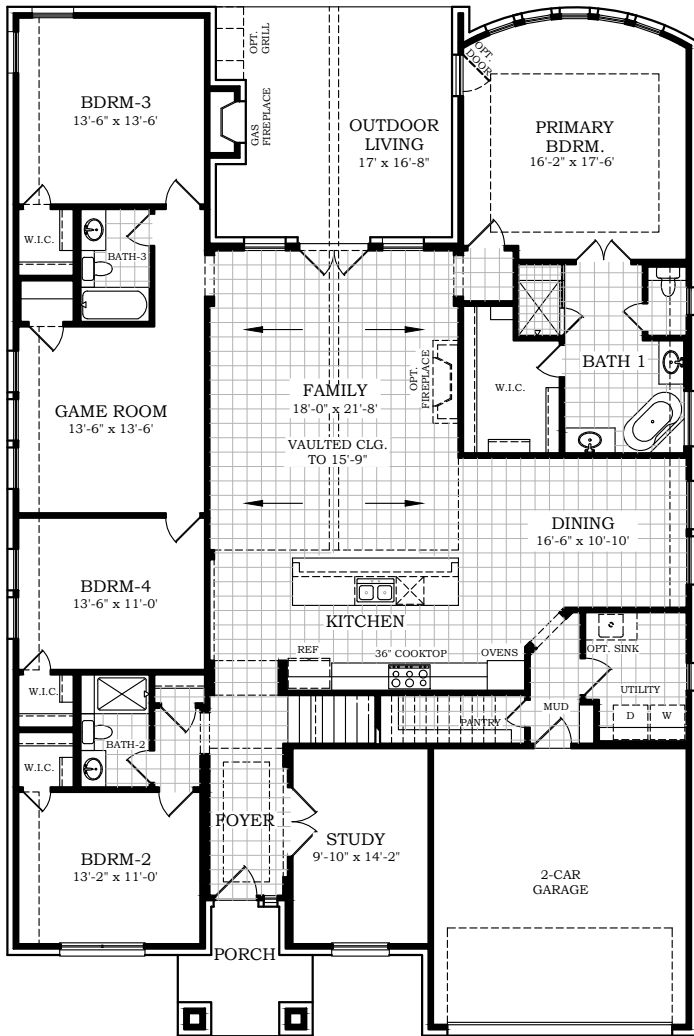 OPT.
GRILL
GAS
FIREPLACE
OPT.
DOOR
BDRM-3
13'-6" x 13'-6'
OUTDOOR
LIVING
17' x 16'-8"
PRIMARY
BDRM.
16'-2" x 17'-6"
W.I.C.
BATH-3
FAMILY
18'-0" x 21'-8'
VAULTED CLG.
TO 15'-9"
OPT.
FIREPLACE
W.I.C.
BATH 1
GAME ROOM
13'-6" x 13'-6'
DINING
16'-6" x 10'-10'
BDRM-4
13'-6" x 11'-0'
KITCHEN
REF
36" COOKTOP
OVENS
OPT. SINK
UTILITY
D
W
MUD
PANTRY
W.I.C.
BATH-2
W.I.C.
FOYER
STUDY
9'-10" x 14'-2"
BDRM-2
13'-2" x 11'-0'
2-CAR
GARAGE
PORCH